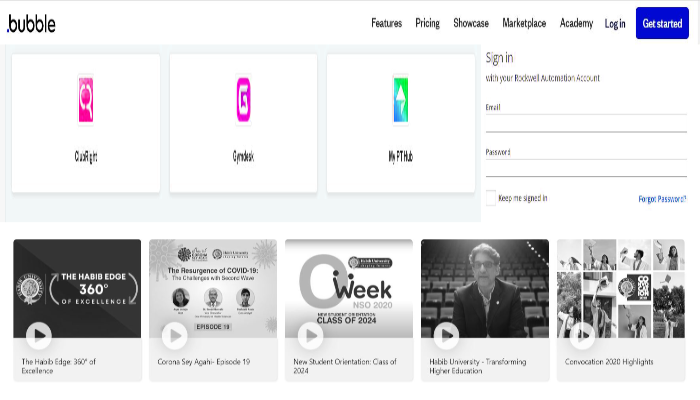 .bubble
Features
Pricing
Showcase
Marketplace
Academy
Log in
Get started
ClubRight
Gymdesk
My PT Hub
Sign in
with your Rockwell Automation Account
Email
Password
Keep me signed in
Forgot Password?
THE HABIB EDGE
360°
OF EXCELLENCE
The Habib Edge: 360° of
Excellence
Habib University
The Resurgence of COVID-19:
The Challenges with Second Wave
EPISODE 19
Corona Sey Agahi- Episode 19
Habib University
O Week
NSO 2020
NEW STUDENT ORIENTATION
CLASS OF 2024
New Student Orientation: Class of
2024
Habib University - Transforming
Higher Education
Convocation 2020 Highlights